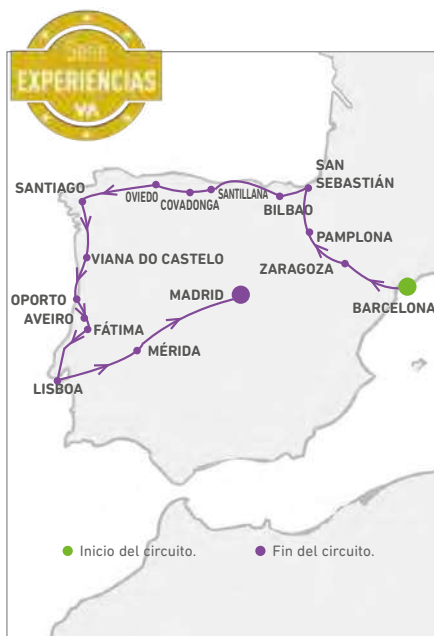 Serie
EXPERIENCIAS
VA
SAN
SEBASTIÁN
SANTIAGO
OVIEDO
COVADONGA
SANTILLANA
BILBAO
PAMPLONA
VIANA DO CASTELO
ZARAGOZA
MADRID
OPORTO
AVEIRO
BARCELONA
FÁTIMA
MÉRIDA
LISBOA
Inicio del circuito.
Fin del circuito.